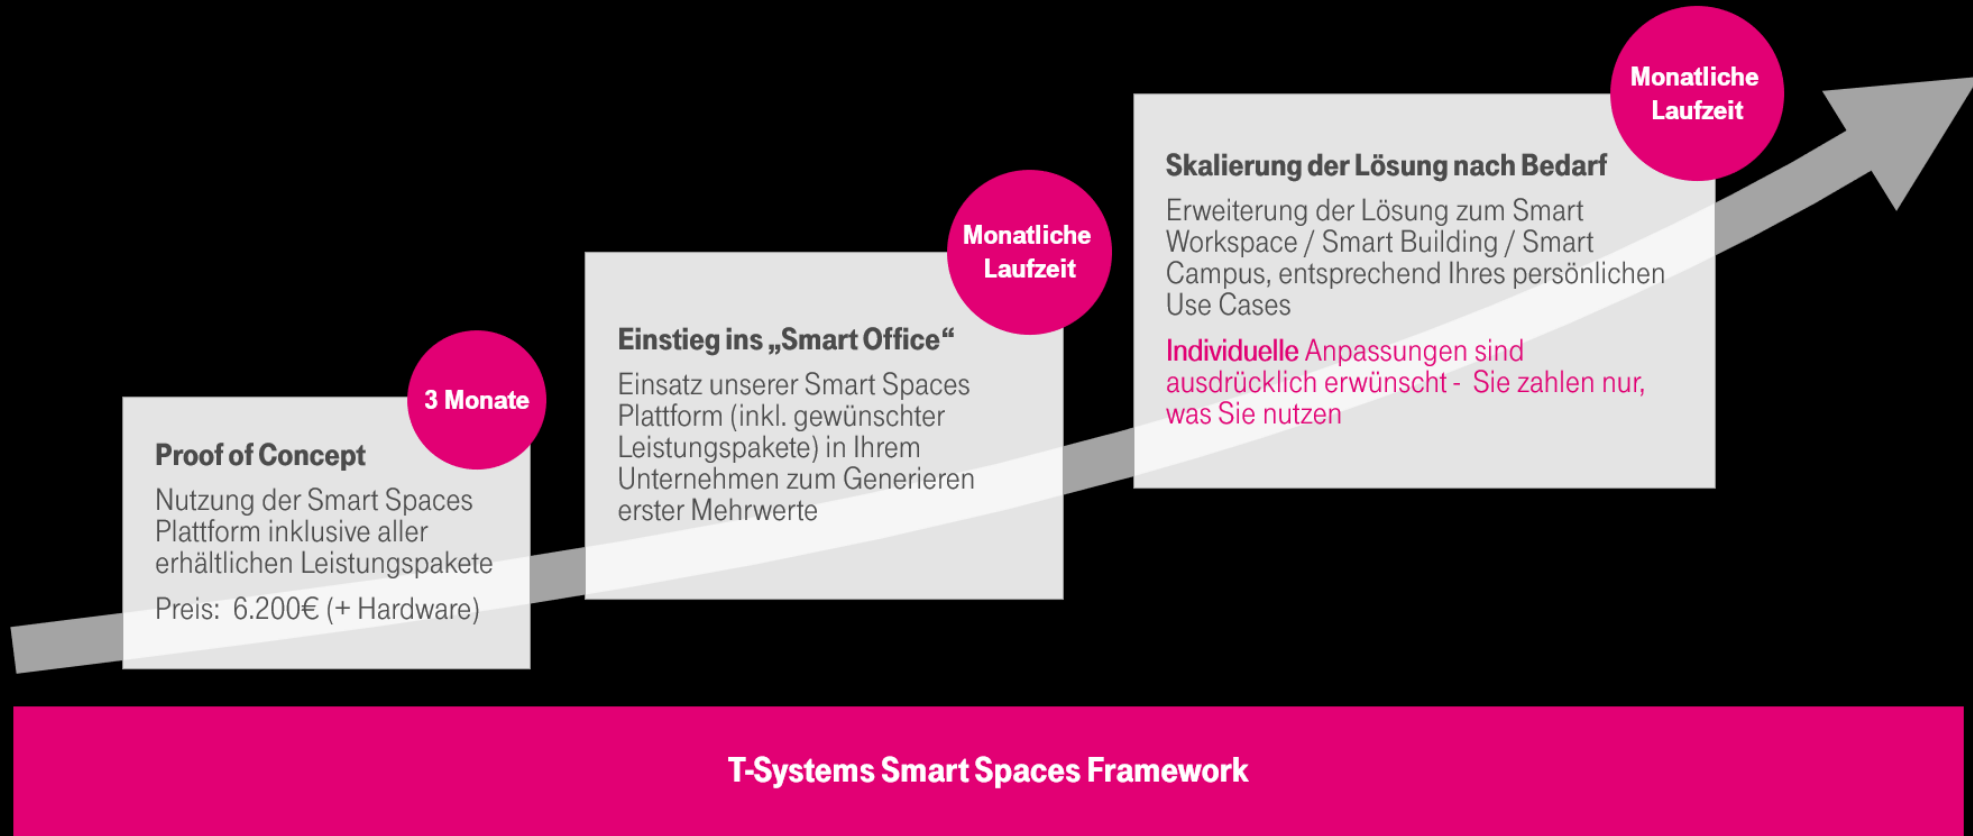 3 Monate
Proof of Concept
Nutzung der Smart Spaces
Plattform inklusive aller
erhältlichen Leistungspakete
Preis:  6.200€ (+ Hardware)
Monatliche
Laufzeit
Einstieg ins „Smart Office“
Einsatz unserer Smart Spaces
Plattform (inkl. gewünschter
Leistungspakete) in Ihrem
Unternehmen zum Generieren
erster Mehrwerte
Monatliche
Laufzeit
Skalierung der Lösung nach Bedarf
Erweiterung der Lösung zum Smart
Workspace / Smart Building / Smart
Campus, entsprechend Ihres persönlichen
Use Cases
Individuelle Anpassungen sind
ausdrücklich erwünscht -  Sie zahlen nur,
was Sie nutzen
T-Systems Smart Spaces Framework